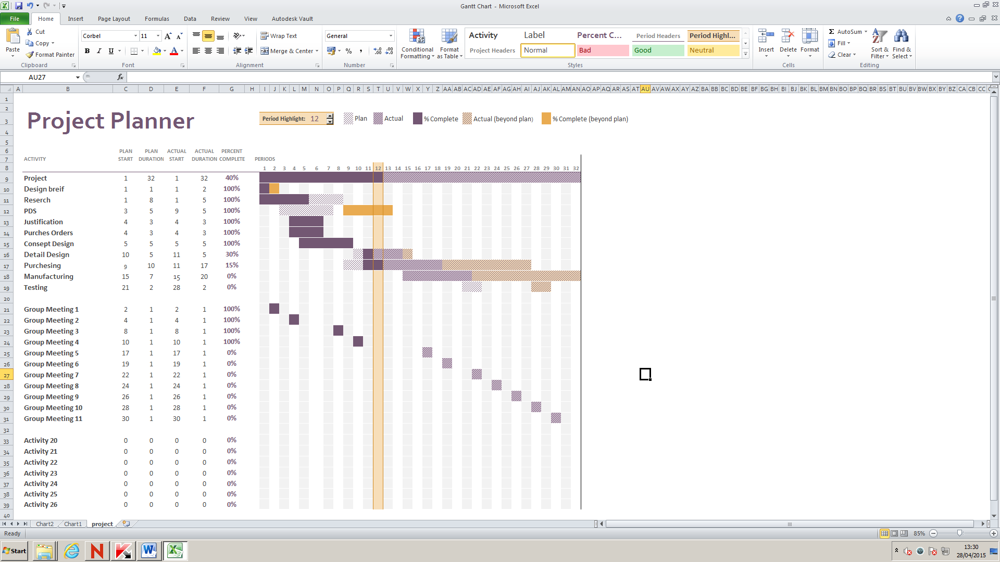 Gantt Chart - Microsoft Excel
File Home Insert Page Layout Formulas Data Review View Autodesk Vault
Paste Cut Copy Format Painter Clipboard
Corbel 11 B I U A Font
Wrap Text Merge & Center Alignment
General % , Number
Conditional Formatting Format as Table
Activity Label Percent C... Period Headers Period Highl...
Project Headers Normal Bad Good Neutral
Styles
Insert Delete Format Cells
AutoSum Fill Clear Sort & Filter Find & Select Editing
AU27 fx
A B C D E F G H I J K L M N O P Q R S T U V W X Y Z AA AB AC AD AE AF AG AH AI AJ AK AL AM AN AO AP AQ AR AS AT AU AV AW AX AY AZ BA BB BC BD BE BF BG BH BI BJ BK BL BM BN BO BP BQ BR BS BT BU BV BW BX BY BZ CA CB CC
1
2
3 Project Planner Period Highlight: 12 Plan Actual % Complete Actual (beyond plan) % Complete (beyond plan)
4
5
6 PLAN PLAN ACTUAL ACTUAL PERCENT
7 ACTIVITY START DURATION START DURATION COMPLETE PERIODS
8 1 2 3 4 5 6 7 8 9 10 11 12 13 14 15 16 17 18 19 20 21 22 23 24 25 26 27 28 29 30 31 32
9 Project 1 32 1 32 40%
10 Design breif 1 1 1 2 100%
11 Reserch 1 8 1 5 100%
12 PDS 3 5 9 5 100%
13 Justification 4 3 4 3 100%
14 Purches Orders 4 3 4 3 100%
15 Consept Design 5 5 5 5 100%
16 Detail Design 10 5 11 5 30%
17 Purchesing 9 10 11 17 15%
18 Manufacturing 15 7 15 20 0%
19 Testing 21 2 28 2 0%
20
21 Group Meeting 1 2 1 2 1 100%
22 Group Meeting 2 4 1 4 1 100%
23 Group Meeting 3 8 1 8 1 100%
24 Group Meeting 4 10 1 10 1 100%
25 Group Meeting 5 17 1 17 1 0%
26 Group Meeting 6 19 1 19 1 0%
27 Group Meeting 7 22 1 22 1 0%
28 Group Meeting 8 24 1 24 1 0%
29 Group Meeting 9 26 1 26 1 0%
30 Group Meeting 10 28 1 28 1 0%
31 Group Meeting 11 30 1 30 1 0%
32
33 Activity 20 0 0 0 0 0%
34 Activity 21 0 0 0 0 0%
35 Activity 22 0 0 0 0 0%
36 Activity 23 0 0 0 0 0%
37 Activity 24 0 0 0 0 0%
38 Activity 25 0 0 0 0 0%
39 Activity 26 0 0 0 0 0%
40
Chart2 Chart1 project
Ready 85%
Start 13:30
28/04/2015